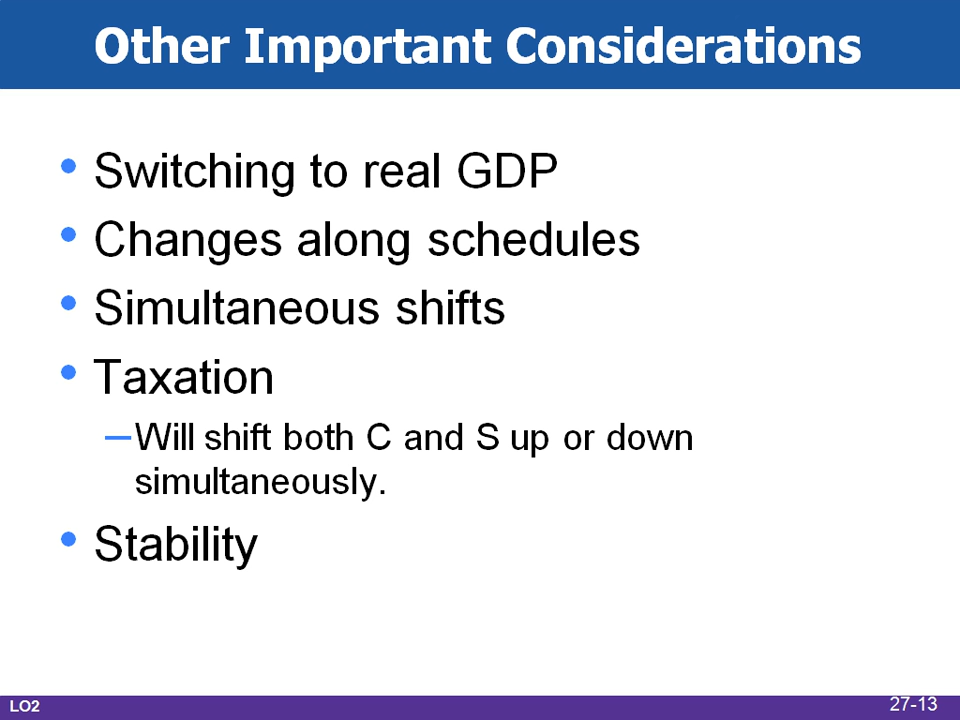 Other Important Considerations
• Switching to real GDP
• Changes along schedules
• Simultaneous shifts
• Taxation
–Will shift both C and S up or down
simultaneously.
• Stability
LO2
27-13